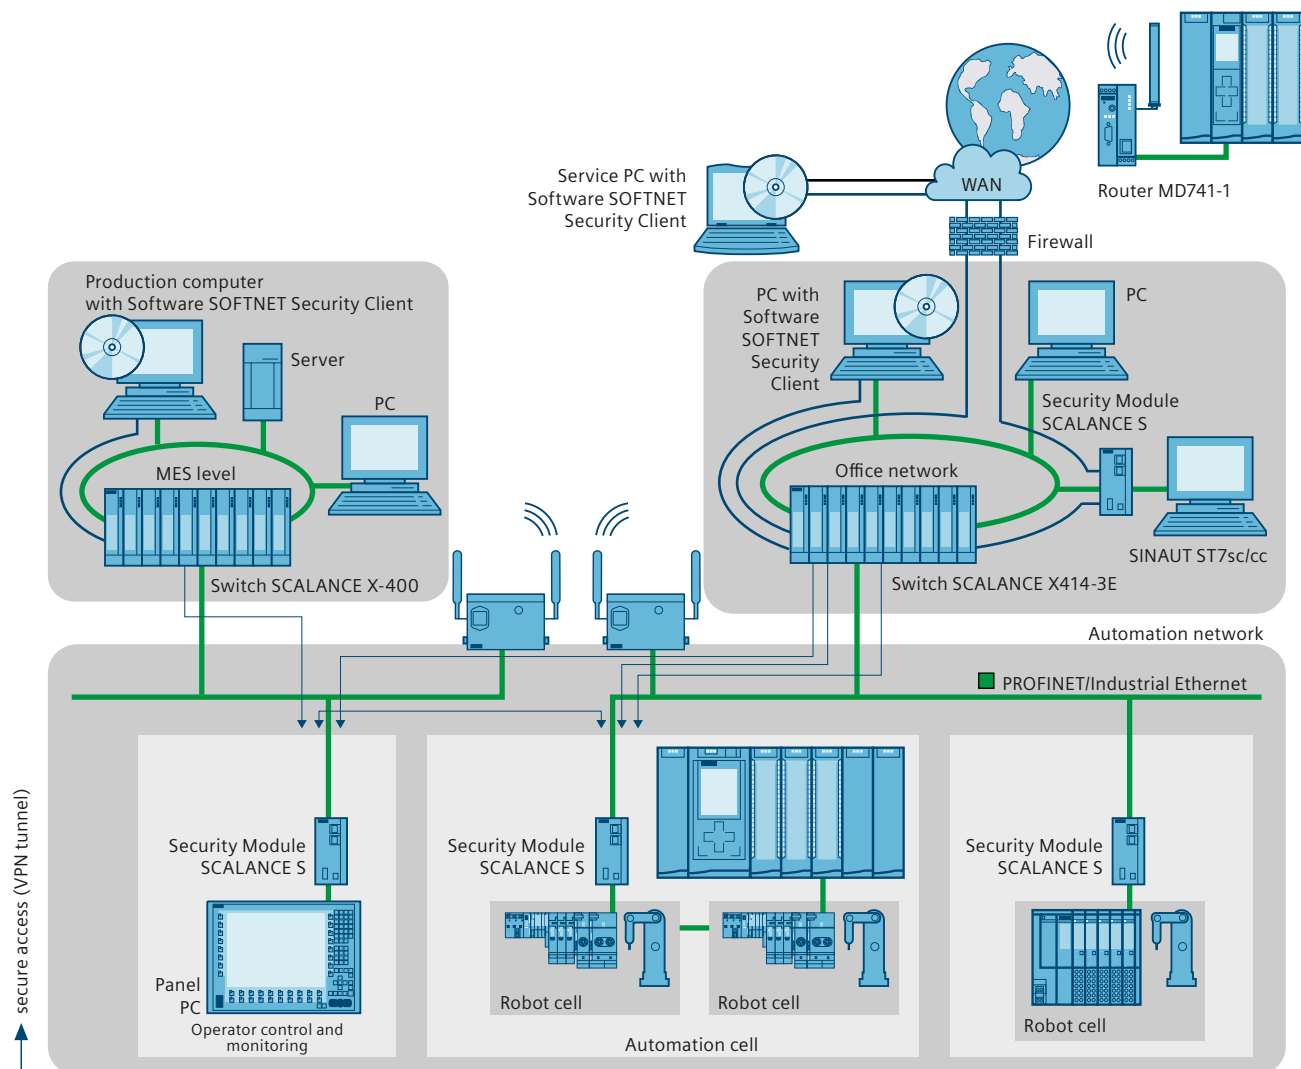 WAN
Router MD741-1
Service PC with
Software SOFTNET
Security Client
Firewall
Production computer
with Software SOFTNET Security Client
Server
PC
MES level
Switch SCALANCE X-400
PC with
Software
SOFTNET
Security
Client
PC
Security Module
SCALANCE S
Office network
SINAUT ST7sc/cc
Switch SCALANCE X414-3E
Automation network
PROFINET/Industrial Ethernet
Security Module
SCALANCE S
Panel
PC
Operator control and
monitoring
Security Module
SCALANCE S
Robot cell
Robot cell
Automation cell
Security Module
SCALANCE S
Robot cell
secure access (VPN tunnel)